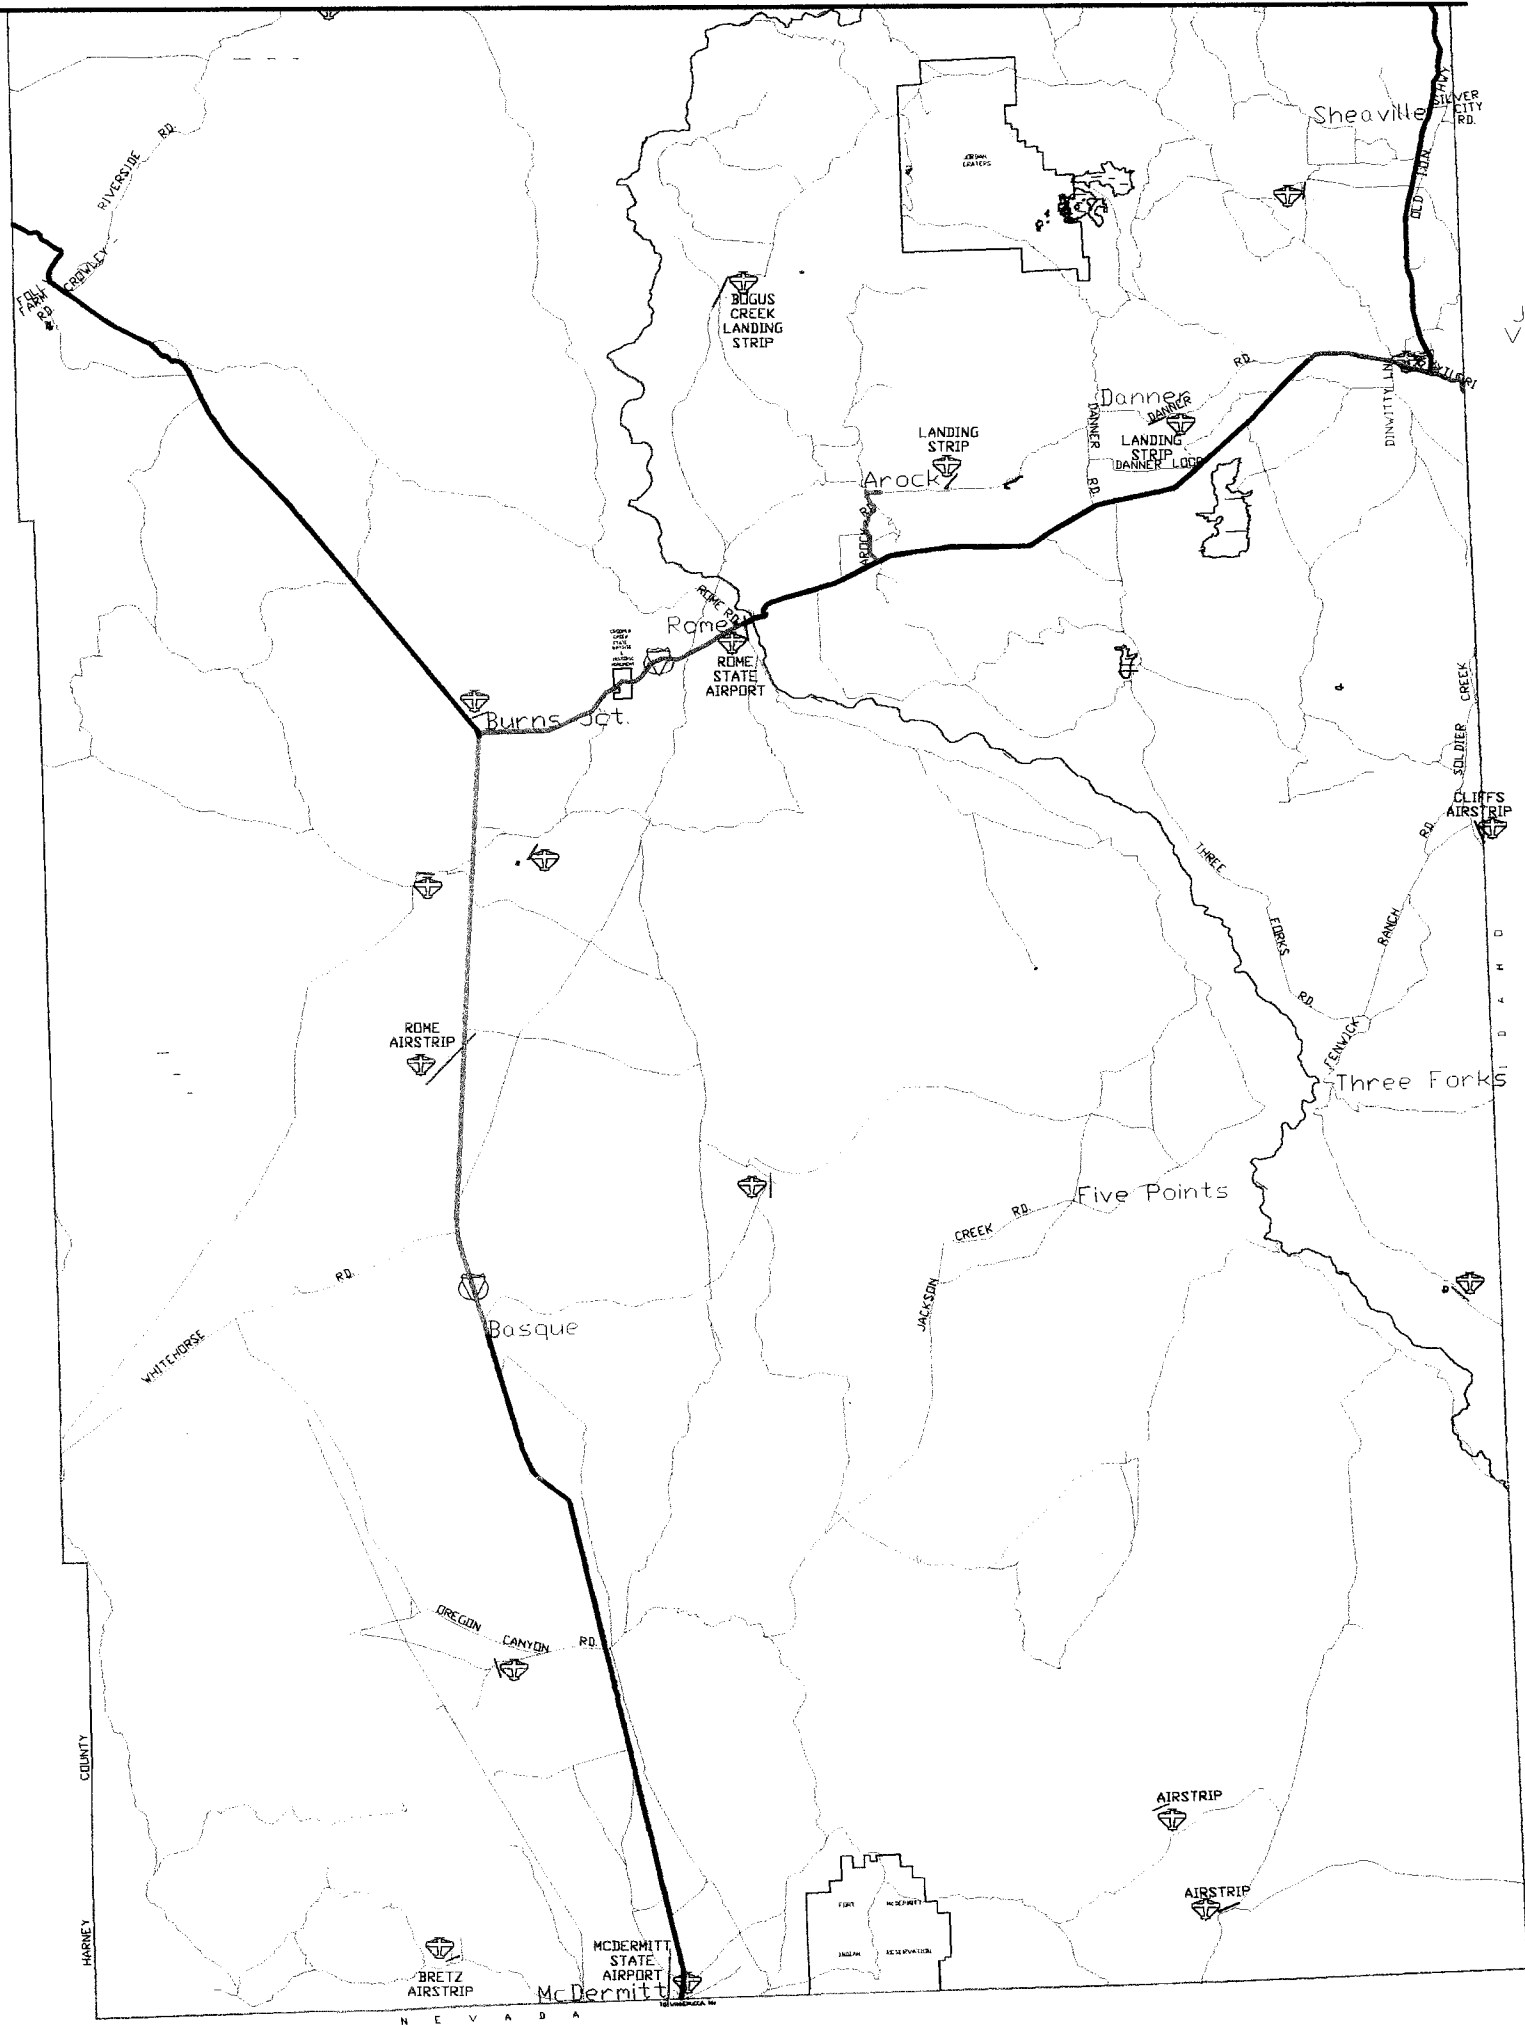 SILVER
CITY
RD.
HWY
Sheaville
OLD I.O.N.
JORDAN
CRATERS
RIVERSIDE RD.
CROWLEY
FOLLY
FARM
RD.
BOGUS
CREEK
LANDING
STRIP
RD.
DINWITTY LN.
Danner
DANNER
DANNER RD.
LANDING
STRIP
DANNER LOOP
LANDING
STRIP
Arock
AROCK RD.
ROME RD.
Rome
ROME
STATE
AIRPORT
Burns Jct.
SOLDIER CREEK
CLIFFS
AIRSTRIP
RD.
RANCH
FENWICK
THREE FORKS RD.
IDAHO
Three Forks
ROME
AIRSTRIP
Five Points
JACKSON CREEK RD.
WHITEHORSE RD.
Basque
OREGON CANYON RD.
HARNEY COUNTY
AIRSTRIP
AIRSTRIP
FORT McDERMITT
INDIAN RESERVATION
BRETZ
AIRSTRIP
MCDERMITT
STATE
AIRPORT
McDermitt
NEVADA